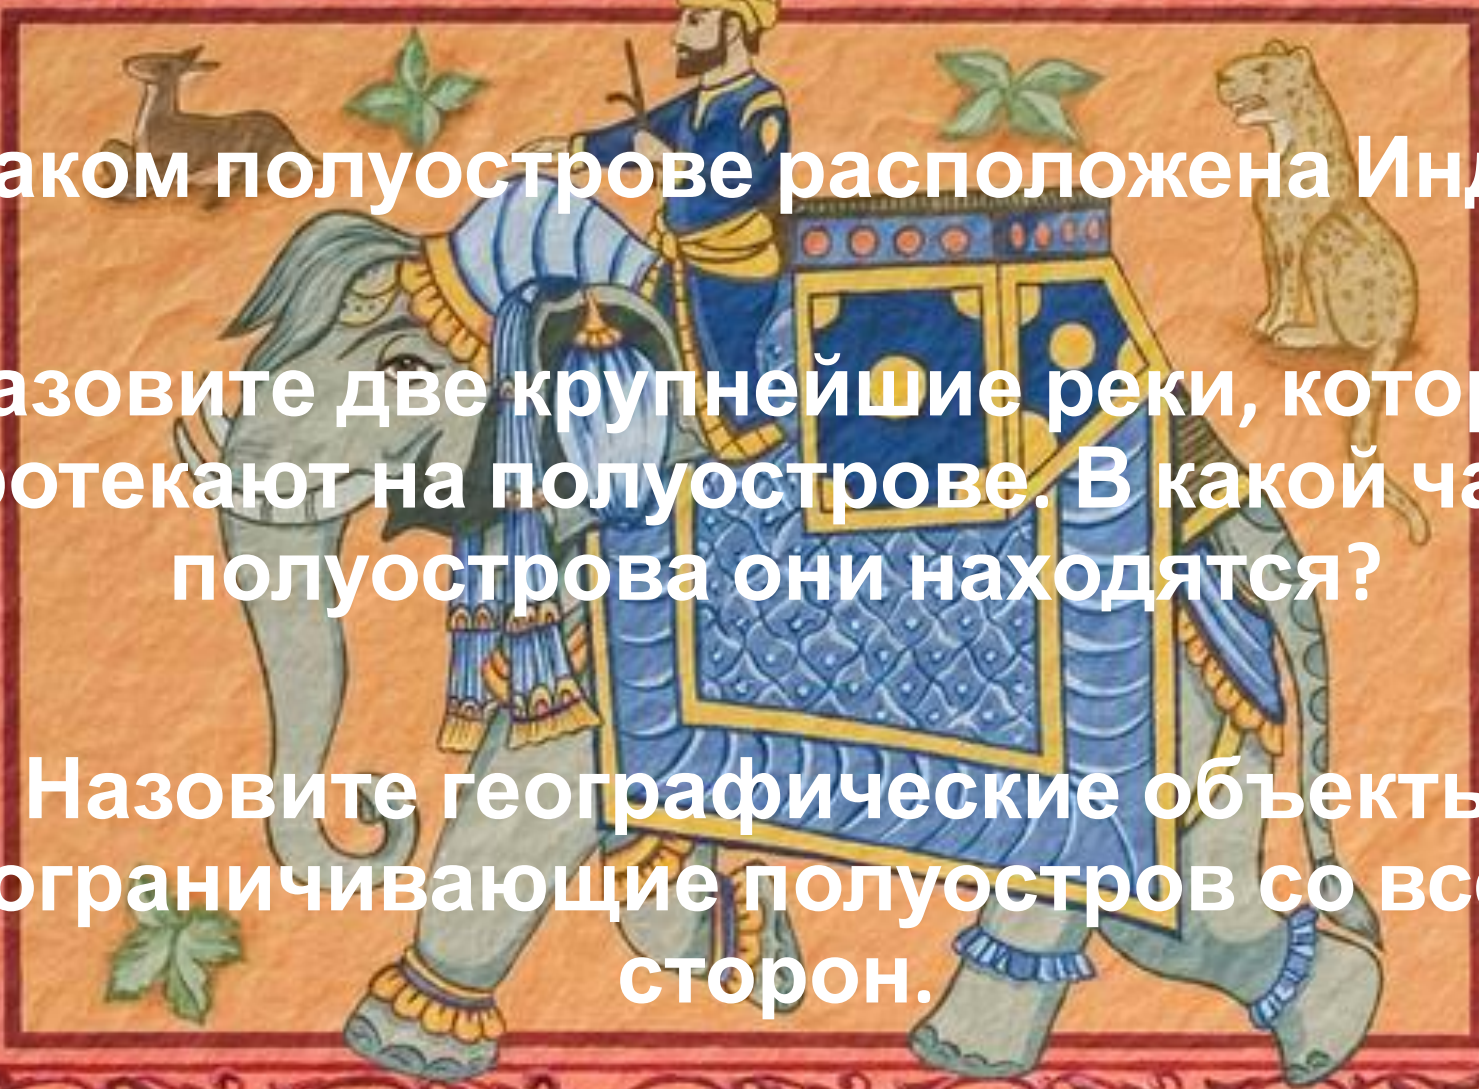 аком полуострове расположена Инд
азовите две крупнейшие реки, котор
ротекают на полуострове. В какой ча
полуострова они находятся?
Назовите географические объекты
ограничивающие полуостров со все
сторон.